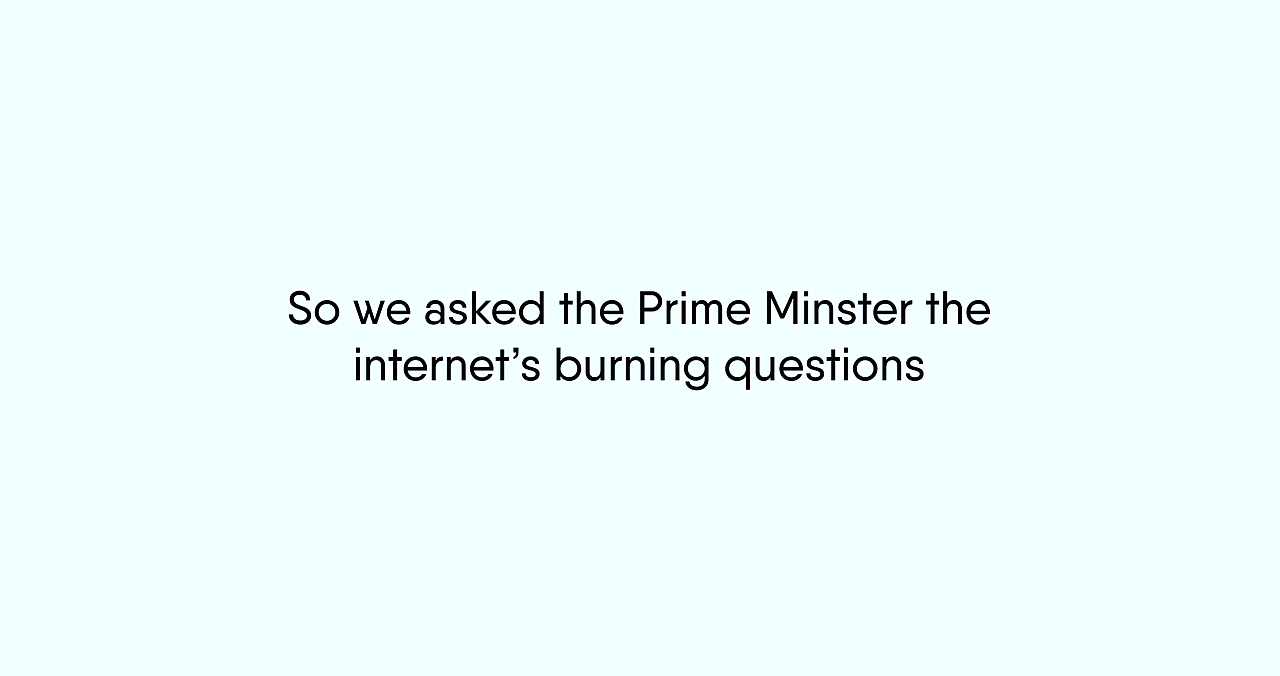 So we asked the Prime Minster the
internet’s burning questions